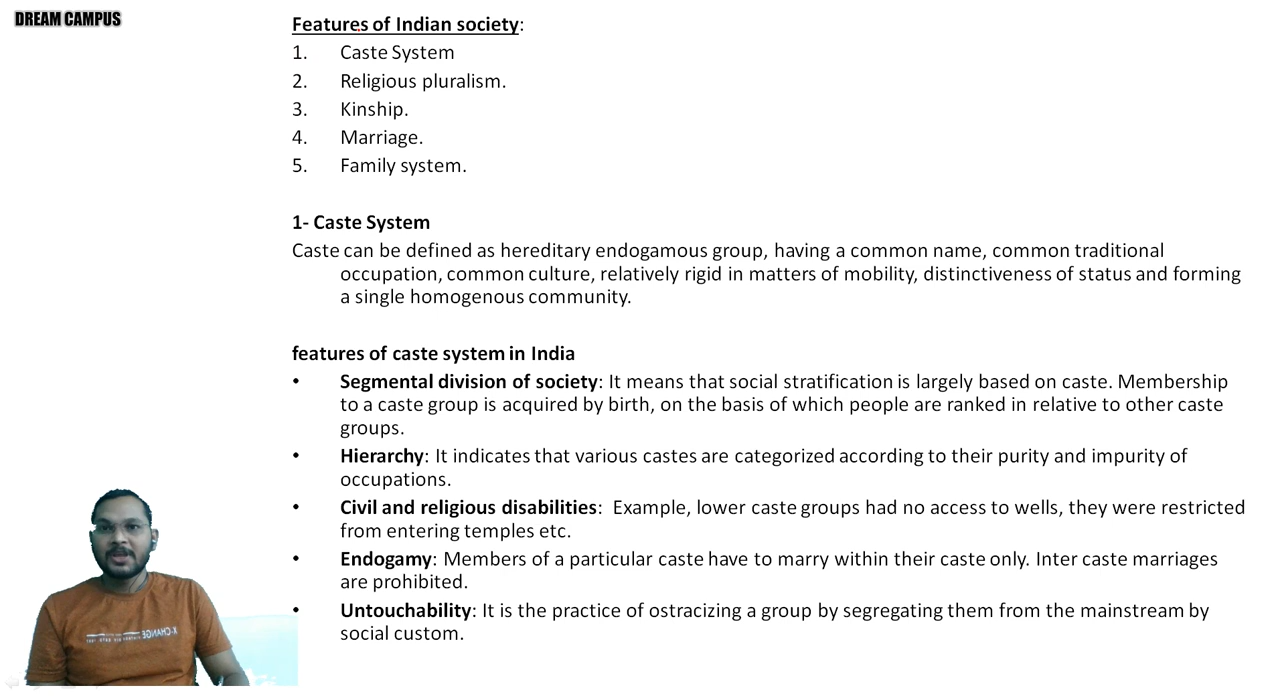 DREAM CAMPUS
Features of Indian society:
1. Caste System
2. Religious pluralism.
3. Kinship.
4. Marriage.
5. Family system.
1- Caste System
Caste can be defined as hereditary endogamous group, having a common name, common traditional
occupation, common culture, relatively rigid in matters of mobility, distinctiveness of status and forming
a single homogenous community.
features of caste system in India
• Segmental division of society: It means that social stratification is largely based on caste. Membership
to a caste group is acquired by birth, on the basis of which people are ranked in relative to other caste
groups.
• Hierarchy: It indicates that various castes are categorized according to their purity and impurity of
occupations.
• Civil and religious disabilities: Example, lower caste groups had no access to wells, they were restricted
from entering temples etc.
• Endogamy: Members of a particular caste have to marry within their caste only. Inter caste marriages
are prohibited.
• Untouchability: It is the practice of ostracizing a group by segregating them from the mainstream by
social custom.
X-CHANGE